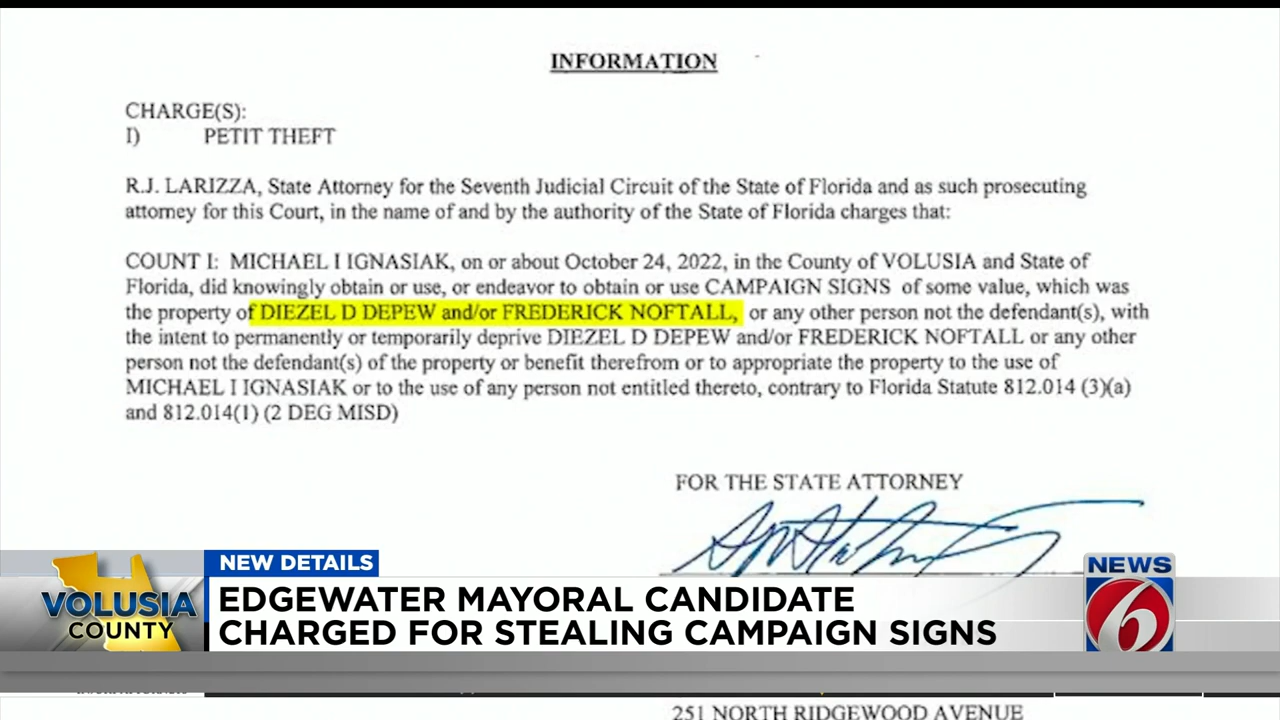 INFORMATION
CHARGE(S):
I) PETIT THEFT
R.J. LARIZZA, State Attorney for the Seventh Judicial Circuit of the State of Florida and as such prosecuting
attorney for this Court, in the name of and by the authority of the State of Florida charges that:
COUNT I: MICHAEL I IGNASIAK, on or about October 24, 2022, in the County of VOLUSIA and State of
Florida, did knowingly obtain or use, or endeavor to obtain or use CAMPAIGN SIGNS of some value, which was
the property of DIEZEL D DEPEW and/or FREDERICK NOFTALL, or any other person not the defendant(s), with
the intent to permanently or temporarily deprive DIEZEL D DEPEW and/or FREDERICK NOFTALL or any other
person not the defendant(s) of the property or benefit therefrom or to appropriate the property to the use of
MICHAEL I IGNASIAK or to the use of any person not entitled thereto, contrary to Florida Statute 812.014 (3)(a)
and 812.014(1) (2 DEG MISD)
FOR THE STATE ATTORNEY
NEW DETAILS
VOLUSIA
COUNTY
EDGEWATER MAYORAL CANDIDATE
CHARGED FOR STEALING CAMPAIGN SIGNS
NEWS
6
251 NORTH RIDGEWOOD AVENUE